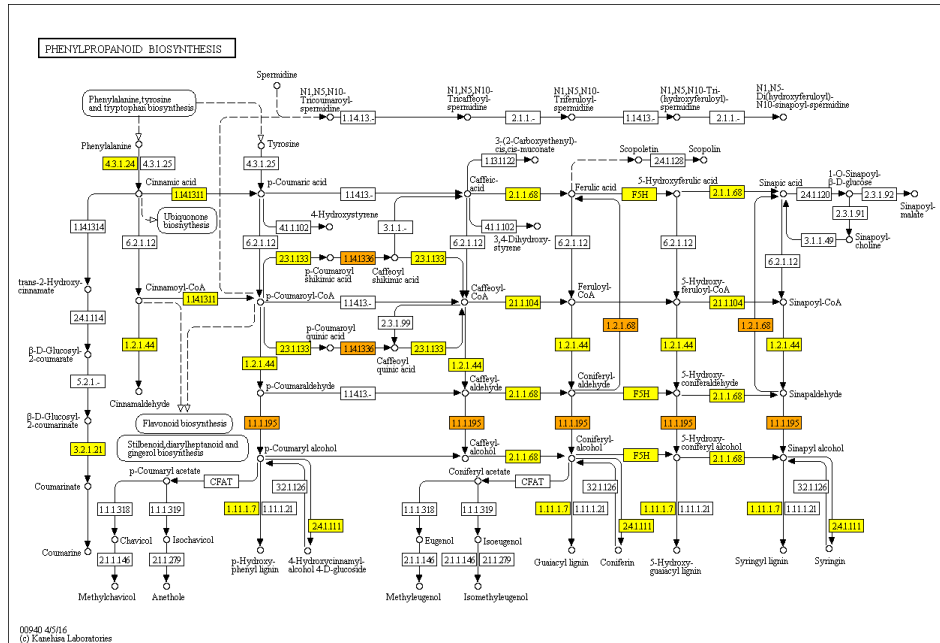 PHENYLPROPANOID BIOSYNTHESIS
Spermidine
N1,N5,N10-
Tricoumaroyl-
spermidine
N1,N5,N10-
Tricaffeoyl-
spermidine
N1,N5,N10-
Triferuloyl-
spermidine
N1,N5,N10-Tri-
(hydroxyferuloyl)-
spermidine
N1,N5-
Di(hydroxyferuloyl)-
N10-sinapoyl-spermidine
Phenylalanine,tyrosine
and tryptophan biosynthesis
1.14.13.-
2.1.1.-
1.14.13.-
2.1.1.-
Phenylalanine
Tyrosine
3-(2-Carboxyethenyl)-
cis,cis-muconate
Scopoletin
2.4.1.128
Scopolin
4.3.1.24
4.3.1.25
4.3.1.25
1.13.11.22
Cinnamic acid
1.14.13.11
p-Coumaric acid
1.14.13.-
Caffeic
acid
2.1.1.68
Ferulic acid
F5H
5-Hydroxyferulic acid
2.1.1.68
Sinapic acid
2.4.1.120
1-O-Sinapoyl-
β-D-glucose
2.3.1.92
Sinapoyl-
malate
Ubiquonone
biosnythesis
4-Hydroxystyrene
4.1.1.102
3.1.1.-
4.1.1.102
3,4-Dihydroxy-
styrene
2.3.1.91
3.1.1.49
Sinapoyl-
choline
1.14.13.14
6.2.1.12
6.2.1.12
6.2.1.12
6.2.1.12
6.2.1.12
6.2.1.12
2.3.1.133
p-Coumaroyl
shikimic acid
1.14.13.36
Caffeoyl
shikimic acid
2.3.1.133
trans-2-Hydroxy-
cinnamate
Cinnamoyl-CoA
1.14.13.11
p-Coumaroyl-CoA
1.14.13.-
Caffeoyl-
CoA
2.1.1.104
Feruloyl-CoA
5-Hydroxy-
feruloyl-CoA
2.1.1.104
Sinapoyl-CoA
2.4.1.114
2.3.1.99
1.2.1.68
1.2.1.68
β-D-Glucosyl-
2-coumarate
1.2.1.44
2.3.1.133
p-Coumaroyl
quinic acid
1.14.13.36
Caffeoyl
quinic acid
2.3.1.133
1.2.1.44
1.2.1.44
1.2.1.44
1.2.1.44
1.2.1.44
5.2.1.-
Cinnamaldehyde
p-Coumaraldehyde
1.14.13.-
Caffeyl-
aldehyde
2.1.1.68
Coniferyl-
aldehyde
F5H
5-Hydroxy-
coniferaldehyde
2.1.1.68
Sinapaldehyde
β-D-Glucosyl-
2-coumarinate
Flavonoid biosynthesis
1.1.1.195
1.1.1.195
1.1.1.195
1.1.1.195
1.1.1.195
Stilbenoid,diarylheptanoid and
gingerol biosynthesis
3.2.1.21
p-Coumaryl alcohol
Caffeyl-
alcohol
2.1.1.68
Coniferyl-
alcohol
F5H
5-Hydroxy-
coniferyl alcohol
2.1.1.68
Sinapyl alcohol
p-Coumaryl acetate
CFAT
Coniferyl acetate
CFAT
Coumarinate
3.2.1.126
3.2.1.126
3.2.1.126
1.1.1.318
1.1.1.319
1.11.1.7
1.1.1.21
2.4.1.111
1.1.1.318
1.1.1.319
1.11.1.7
1.1.1.21
2.4.1.111
1.11.1.7
1.1.1.21
1.11.1.7
1.1.1.21
2.4.1.111
Chavicol
Isochavicol
Eugenol
Isoeugenol
Coumarine
2.1.1.146
2.1.1.279
p-Hydroxy-
phenyl lignin
4-Hydroxycinnamyl-
alcohol 4-D-glucoside
2.1.1.146
2.1.1.146
2.1.1.279
Guaiacyl lignin
Coniferin
5-Hydroxy-
guaiacyl lignin
Syringyl lignin
Syringin
Methylchavicol
Anethole
Methyleugenol
Isomethyleugenol
00940 4/5/16
(c) Kanehisa Laboratories